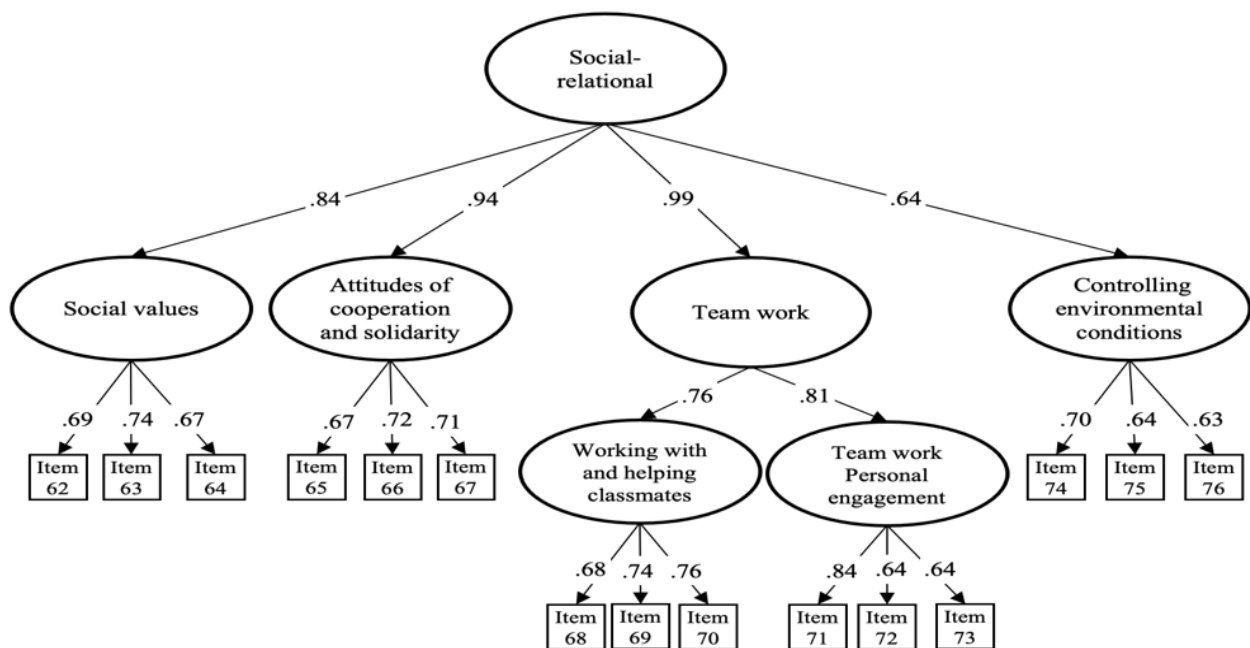 Social-
relational
.84
.94
.99
.64
Social values
Attitudes of
cooperation
and solidarity
Team work
Controlling
environmental
conditions
.69
.74
.67
.67
.72
.71
.76
.81
.70
.64
.63
Item
62
Item
63
Item
64
Item
65
Item
66
Item
67
Working with
and helping
classmates
Team work
Personal
engagement
Item
74
Item
75
Item
76
.68
.74
.76
.84
.64
.64
Item
68
Item
69
Item
70
Item
71
Item
72
Item
73